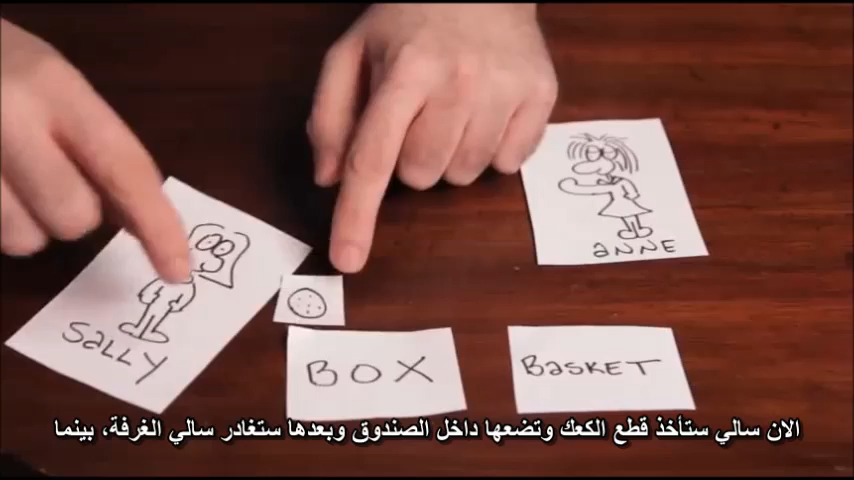 aNNE
SaLLY
BOX
BaSKET
الان سالي ستأخذ قطع الكعك وتضعها داخل الصندوق وبعدها ستغادر سالي الغرفة، بينما